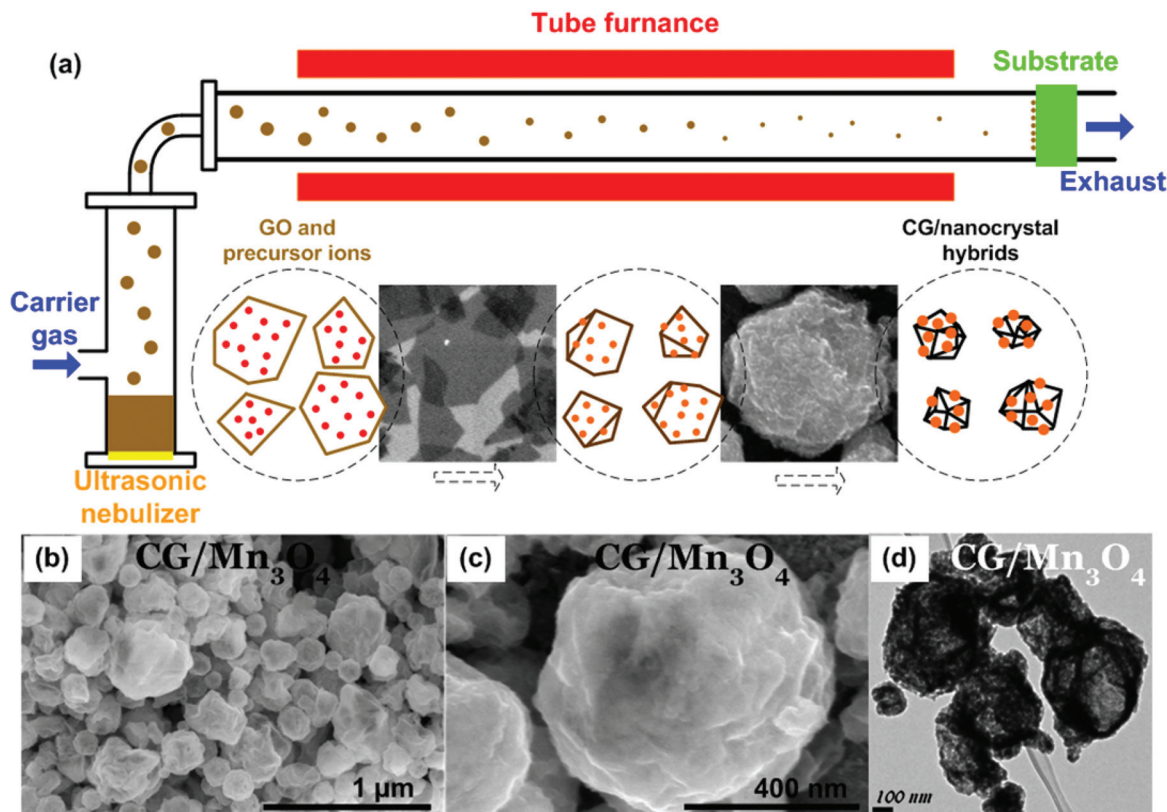 Tube furnance
(a)
Substrate
Exhaust
GO and
precursor ions
CG/nanocrystal
hybrids
Carrier
gas
Ultrasonic
nebulizer
(b)
CG/Mn3O4
1 μm
(c)
CG/Mn3O4
400 nm
(d)
CG/Mn3O4
100 nm